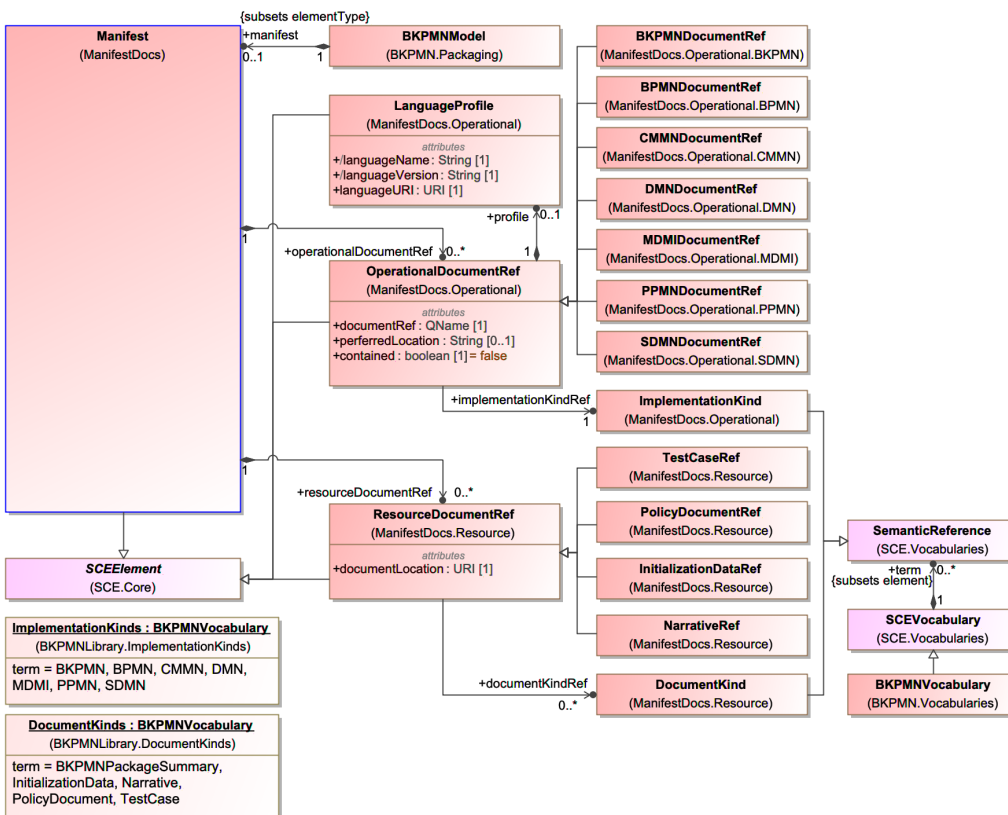 {subsets elementType}
Manifest
(ManifestDocs)
+manifest
0..1
1
BKPMNModel
(BKPMN.Packaging)
BKPMNDocumentRef
(ManifestDocs.Operational.BKPMN)
LanguageProfile
(ManifestDocs.Operational)
attributes
+/languageName : String [1]
+/languageVersion : String [1]
+languageURI : URI [1]
BPMNDocumentRef
(ManifestDocs.Operational.BPMN)
CMMNDocumentRef
(ManifestDocs.Operational.CMMN)
DMNDocumentRef
(ManifestDocs.Operational.DMN)
+profile
0..1
1
1
+operationalDocumentRef
0..*
MDMIDocumentRef
(ManifestDocs.Operational.MDMI)
OperationalDocumentRef
(ManifestDocs.Operational)
attributes
+documentRef : QName [1]
+perferredLocation : String [0..1]
+contained : boolean [1] = false
PPMNDocumentRef
(ManifestDocs.Operational.PPMN)
SDMNDocumentRef
(ManifestDocs.Operational.SDMN)
+implementationKindRef
1
ImplementationKind
(ManifestDocs.Operational)
1
+resourceDocumentRef
0..*
TestCaseRef
(ManifestDocs.Resource)
ResourceDocumentRef
(ManifestDocs.Resource)
attributes
+documentLocation : URI [1]
PolicyDocumentRef
(ManifestDocs.Resource)
InitializationDataRef
(ManifestDocs.Resource)
NarrativeRef
(ManifestDocs.Resource)
SemanticReference
(SCE.Vocabularies)
+term
0..*
{subsets element}
1
SCEElement
(SCE.Core)
SCEVocabulary
(SCE.Vocabularies)
+documentKindRef
0..*
DocumentKind
(ManifestDocs.Resource)
BKPMNVocabulary
(BKPMN.Vocabularies)
ImplementationKinds : BKPMNVocabulary
(BKPMNLibrary.ImplementationKinds)
term = BKPMN, BPMN, CMMN, DMN,
MDMI, PPMN, SDMN
DocumentKinds : BKPMNVocabulary
(BKPMNLibrary.DocumentKinds)
term = BKPMNPackageSummary,
InitializationData, Narrative,
PolicyDocument, TestCase